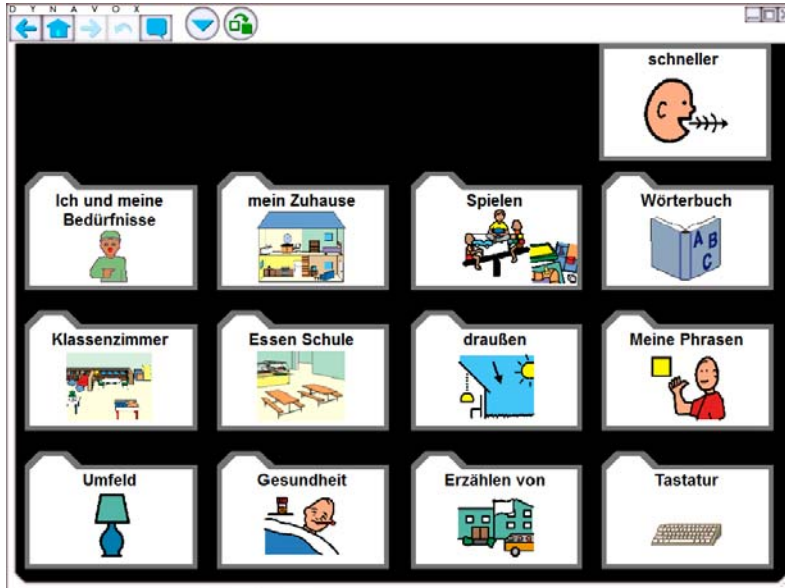 DYNAVOX
schneller
Ich und meine
Bedürfnisse
mein Zuhause
Spielen
Wörterbuch
A B
C
Klassenzimmer
Essen Schule
draußen
Meine Phrasen
Umfeld
Gesundheit
Erzählen von
Tastatur